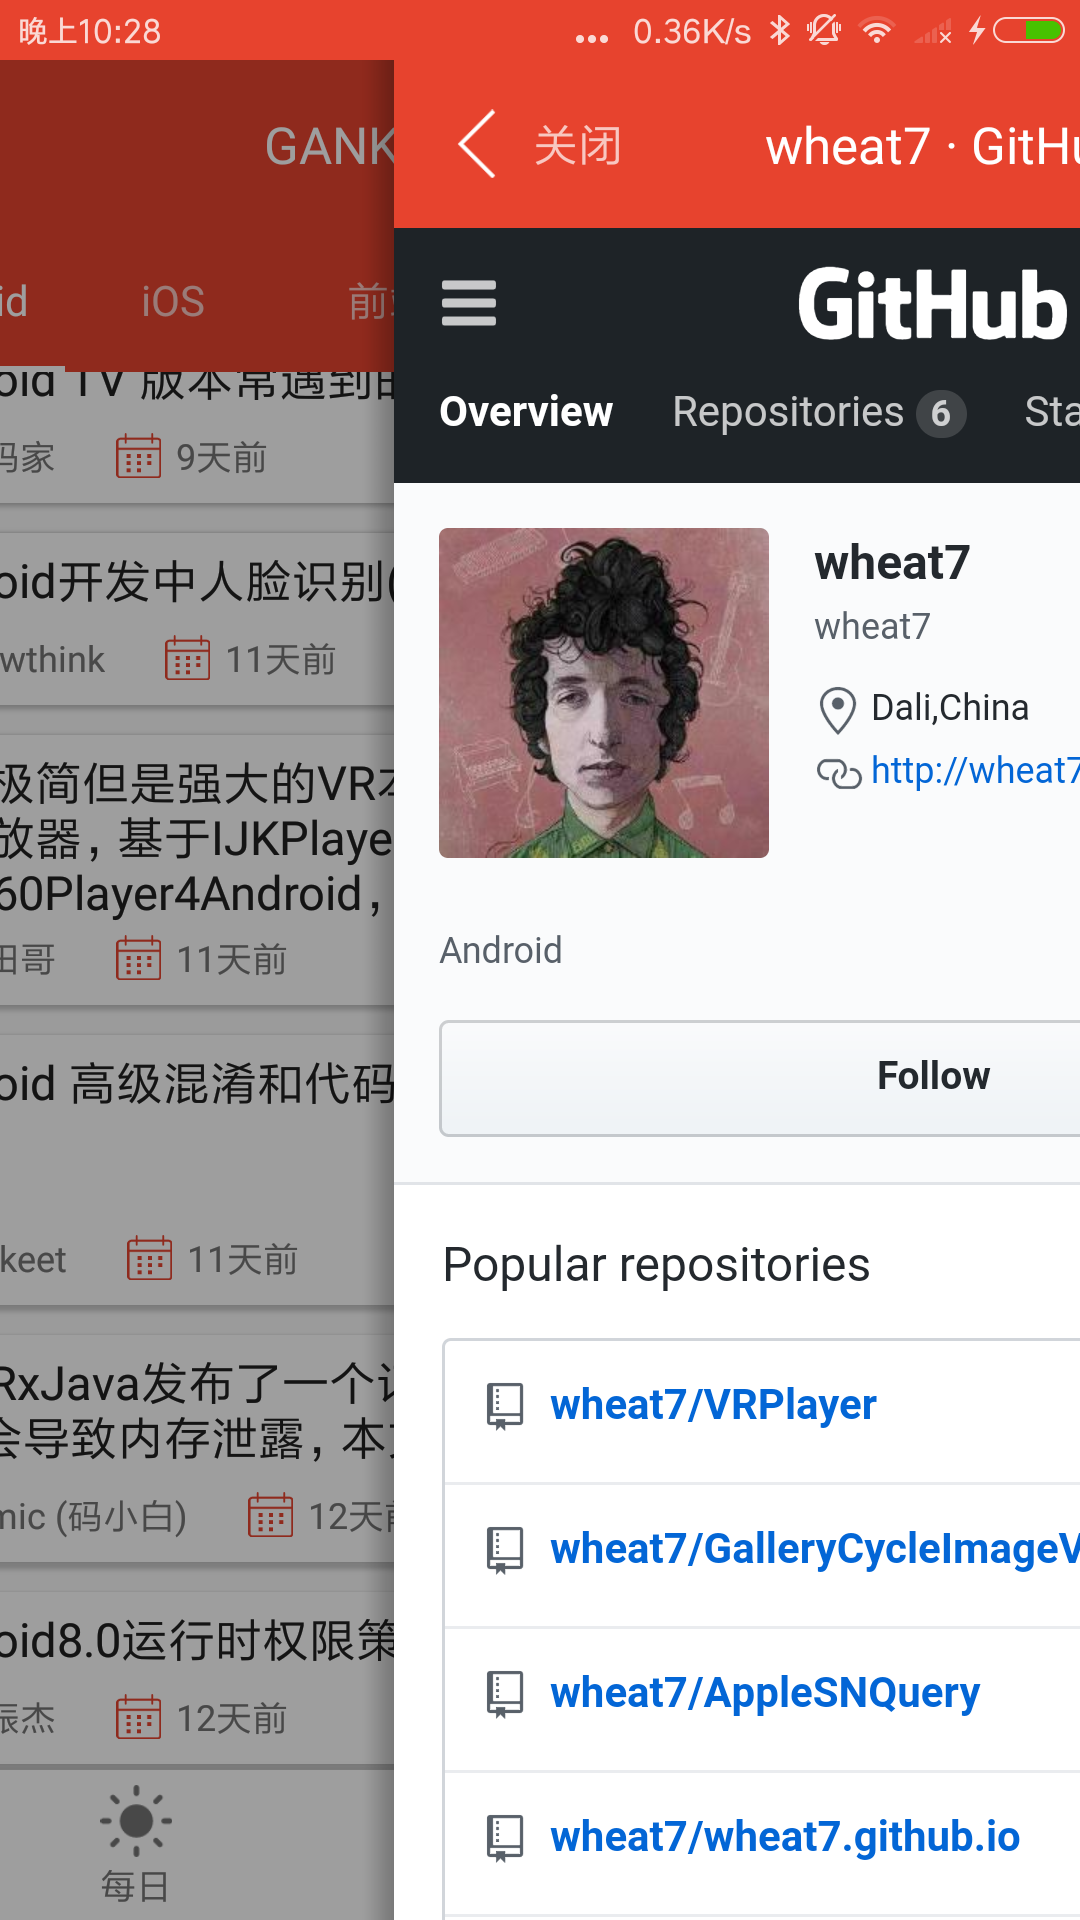 晚上10:28
... 0.36K/s
GANK
id
iOS
前
oid TV 版本常遇到的
码家
9天前
oid开发中人脸识别(
wthink
11天前
极简但是强大的VR本
放器，基于IJKPlaye
60Player4Android，
田哥
11天前
oid 高级混淆和代码
keet
11天前
RxJava发布了一个
会导致内存泄露，本
mic (码小白)
12天前
oid8.0运行时权限策
振杰
12天前
每日
关闭
wheat7 · GitHu
GitHub
Overview
Repositories 6
Sta
wheat7
wheat7
Dali,China
http://wheat7
Android
Follow
Popular repositories
wheat7/VRPlayer
wheat7/GalleryCycleImageV
wheat7/AppleSNQuery
wheat7/wheat7.github.io